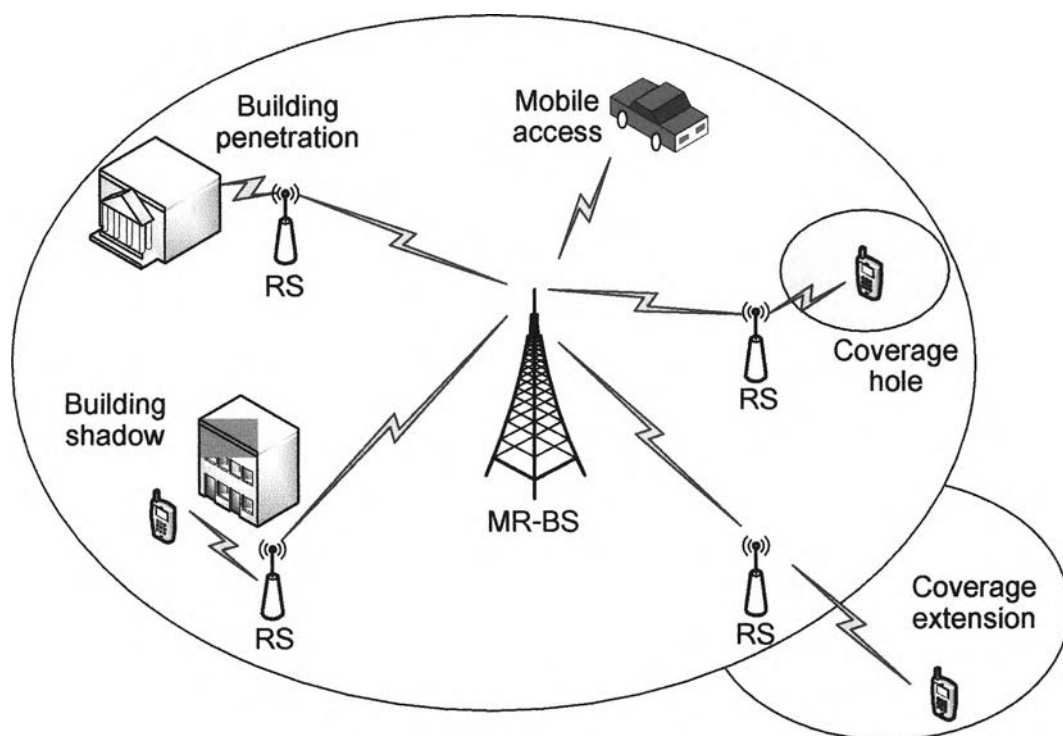 Building
penetration
Mobile
access
RS
RS
Coverage
hole
Building
shadow
MR-BS
RS
RS
Coverage
extension